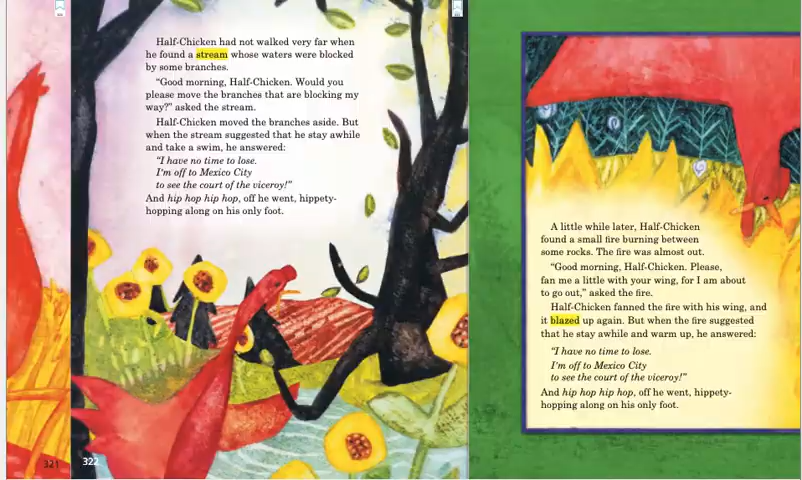 Half-Chicken had not walked very far when
he found a stream whose waters were blocked
by some branches.
“Good morning, Half-Chicken. Would you
please move the branches that are blocking my
way?” asked the stream.
Half-Chicken moved the branches aside. But
when the stream suggested that he stay awhile
and take a swim, he answered:
“I have no time to lose.
I’m off to Mexico City
to see the court of the viceroy!”
And hip hop hip hop, off he went, hippety-
hopping along on his only foot.
321
322
A little while later, Half-Chicken
found a small fire burning between
some rocks. The fire was almost out.
“Good morning, Half-Chicken. Please,
fan me a little with your wing, for I am about
to go out,” asked the fire.
Half-Chicken fanned the fire with his wing, and
it blazed up again. But when the fire suggested
that he stay awhile and warm up, he answered:
“I have no time to lose.
I’m off to Mexico City
to see the court of the viceroy!”
And hip hop hip hop, off he went, hippety-
hopping along on his only foot.